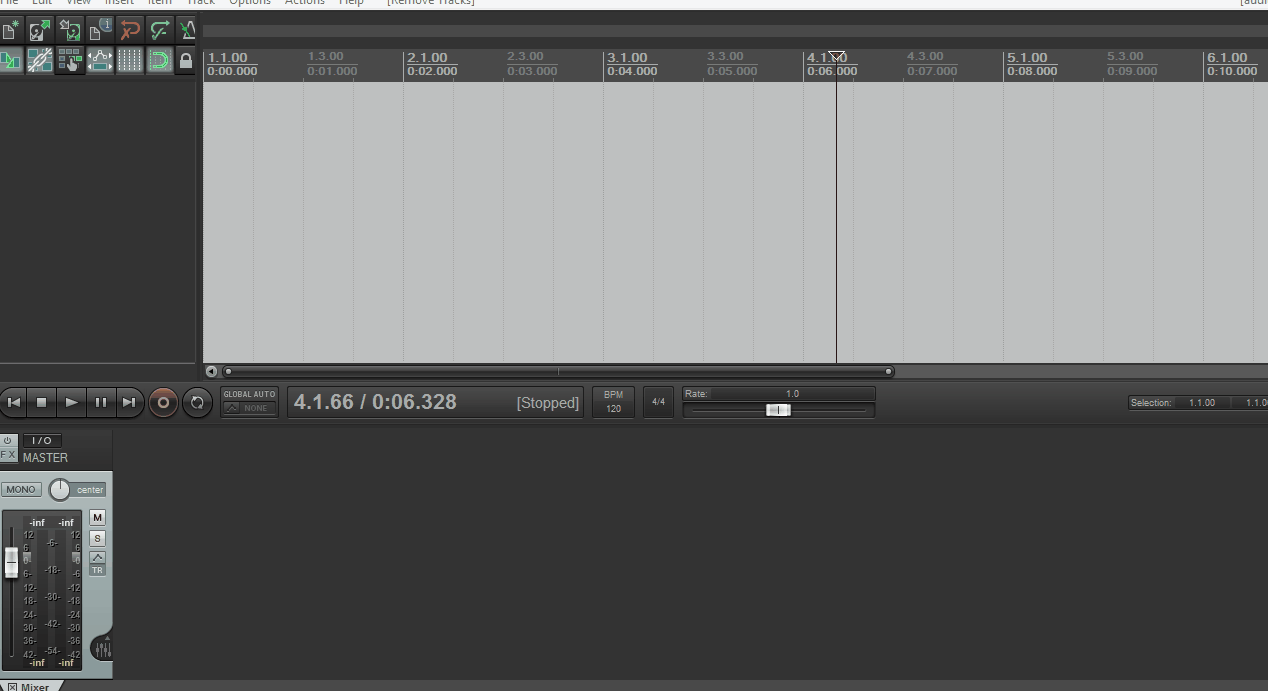 File Edit View Insert Item Track Options Actions Help [Remove Tracks]
1.1.00 1.3.00 2.1.00 2.3.00 3.1.00 3.3.00 4.1.00 4.3.00 5.1.00 5.3.00 6.1.00
0:00.000 0:01.000 0:02.000 0:03.000 0:04.000 0:05.000 0:06.000 0:07.000 0:08.000 0:09.000 0:10.000
GLOBAL AUTO
NONE
4.1.66 / 0:06.328 [Stopped]
BPM
120
4/4
Rate: 1.0
Selection: 1.1.00 1.1.0
I/O
FX MASTER
MONO center
-inf -inf M
12 12
-6-
6 6 S
0 -0
6- -18- -6 TR
12- -12
18- -30- -18
24- -24
30- -42- -30
36- -36
42- -54- -42
-inf -inf
Mixer